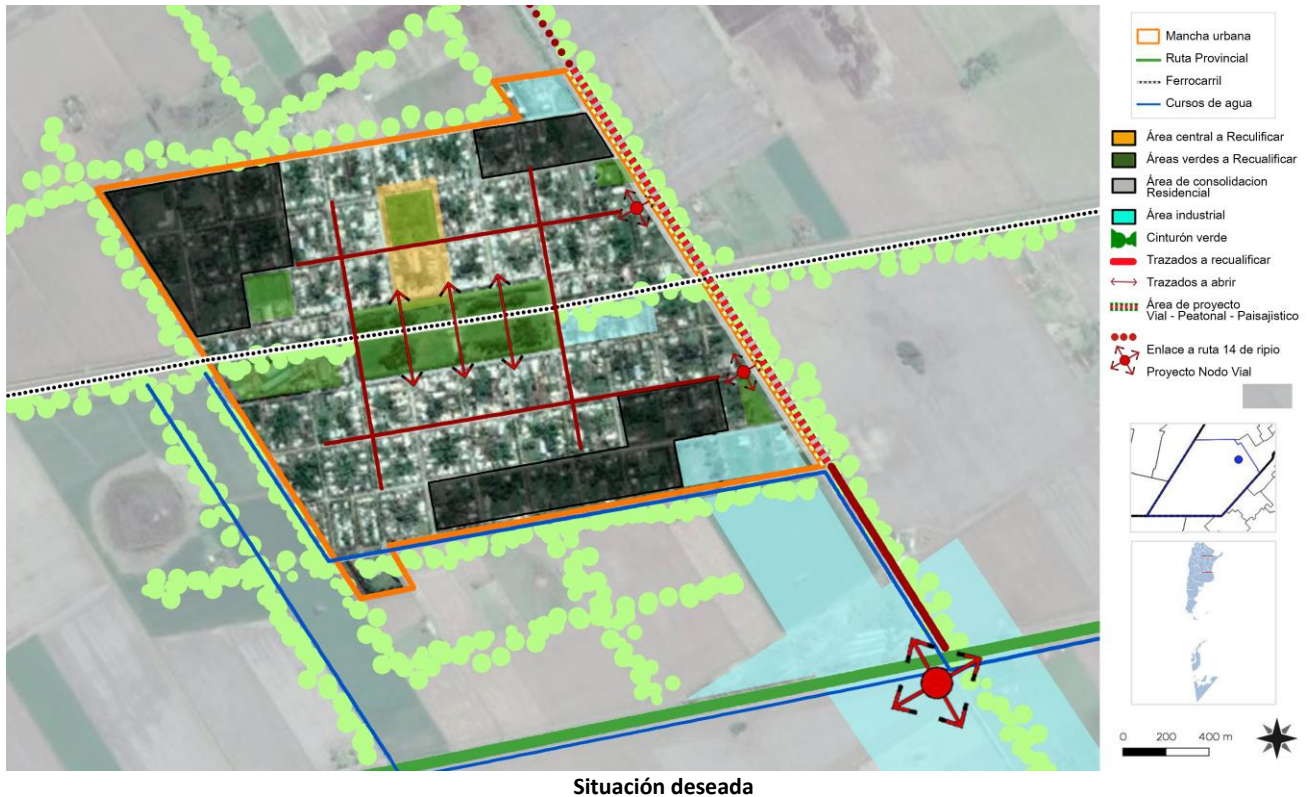 Mancha urbana
Ruta Provincial
Ferrocarril
Cursos de agua
Área central a Reculificar
Áreas verdes a Recualificar
Área de consolidacion
Residencial
Área industrial
Cinturón verde
Trazados a recualificar
Trazados a abrir
Área de proyecto
Vial - Peatonal - Paisajistico
Enlace a ruta 14 de ripio
Proyecto Nodo Vial
0 200 400 m
Situación deseada